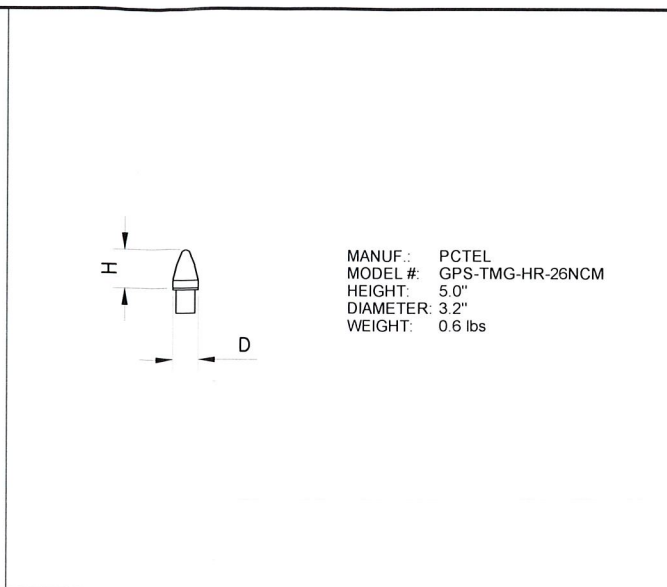 H
D
MANUF.: PCTEL
MODEL #: GPS-TMG-HR-26NCM
HEIGHT: 5.0"
DIAMETER: 3.2"
WEIGHT: 0.6 lbs